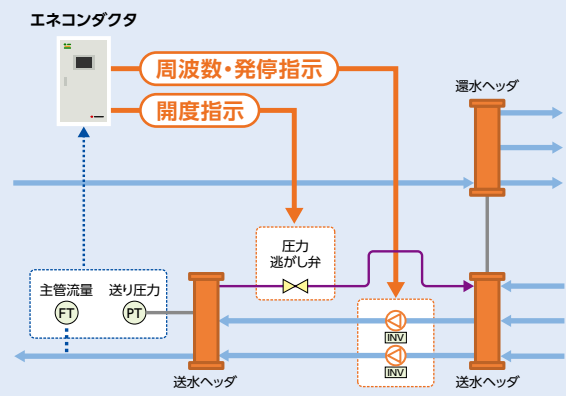 エネコンダクタ
周波数・発停指示
開度指示
還水ヘッダ
圧力
逃がし弁
主管流量
送り圧力
FT
PT
INV
INV
送水ヘッダ
送水ヘッダ